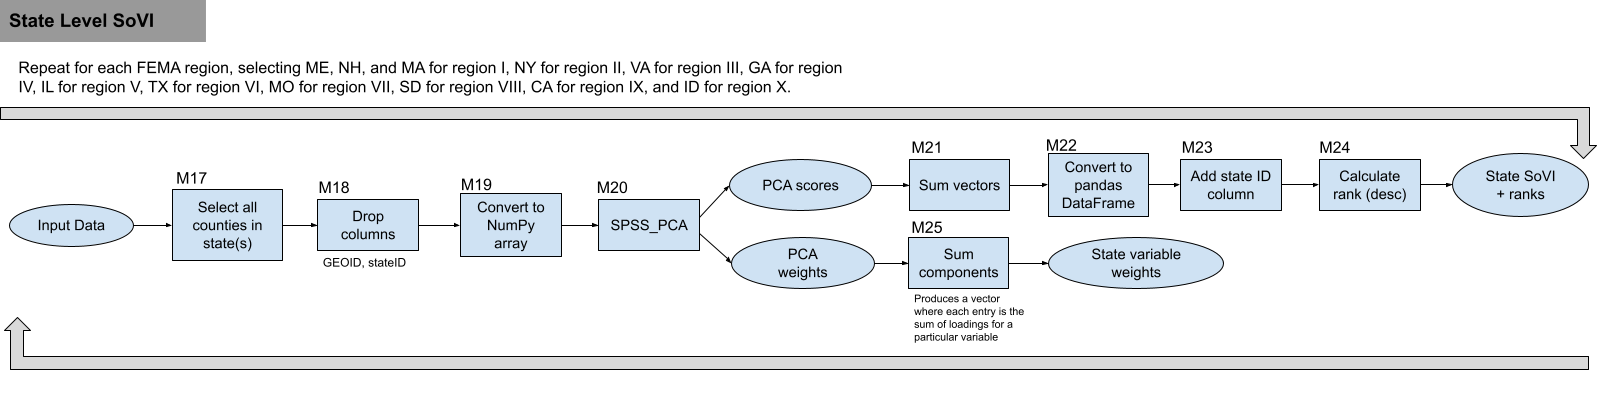 State Level SoVI
Repeat for each FEMA region, selecting ME, NH, and MA for region I, NY for region II, VA for region III, GA for region
IV, IL for region V, TX for region VI, MO for region VII, SD for region VIII, CA for region IX, and ID for region X.
Input Data
M17
Select all
counties in
state(s)
M18
Drop
columns
GEOID, stateID
M19
Convert to
NumPy
array
M20
SPSS_PCA
PCA scores
M21
Sum vectors
M22
Convert to
pandas
DataFrame
M23
Add state ID
column
M24
Calculate
rank (desc)
State SoVI
+ ranks
PCA
weights
M25
Sum
components
Produces a vector
where each entry is the
sum of loadings for a
particular variable
State variable
weights